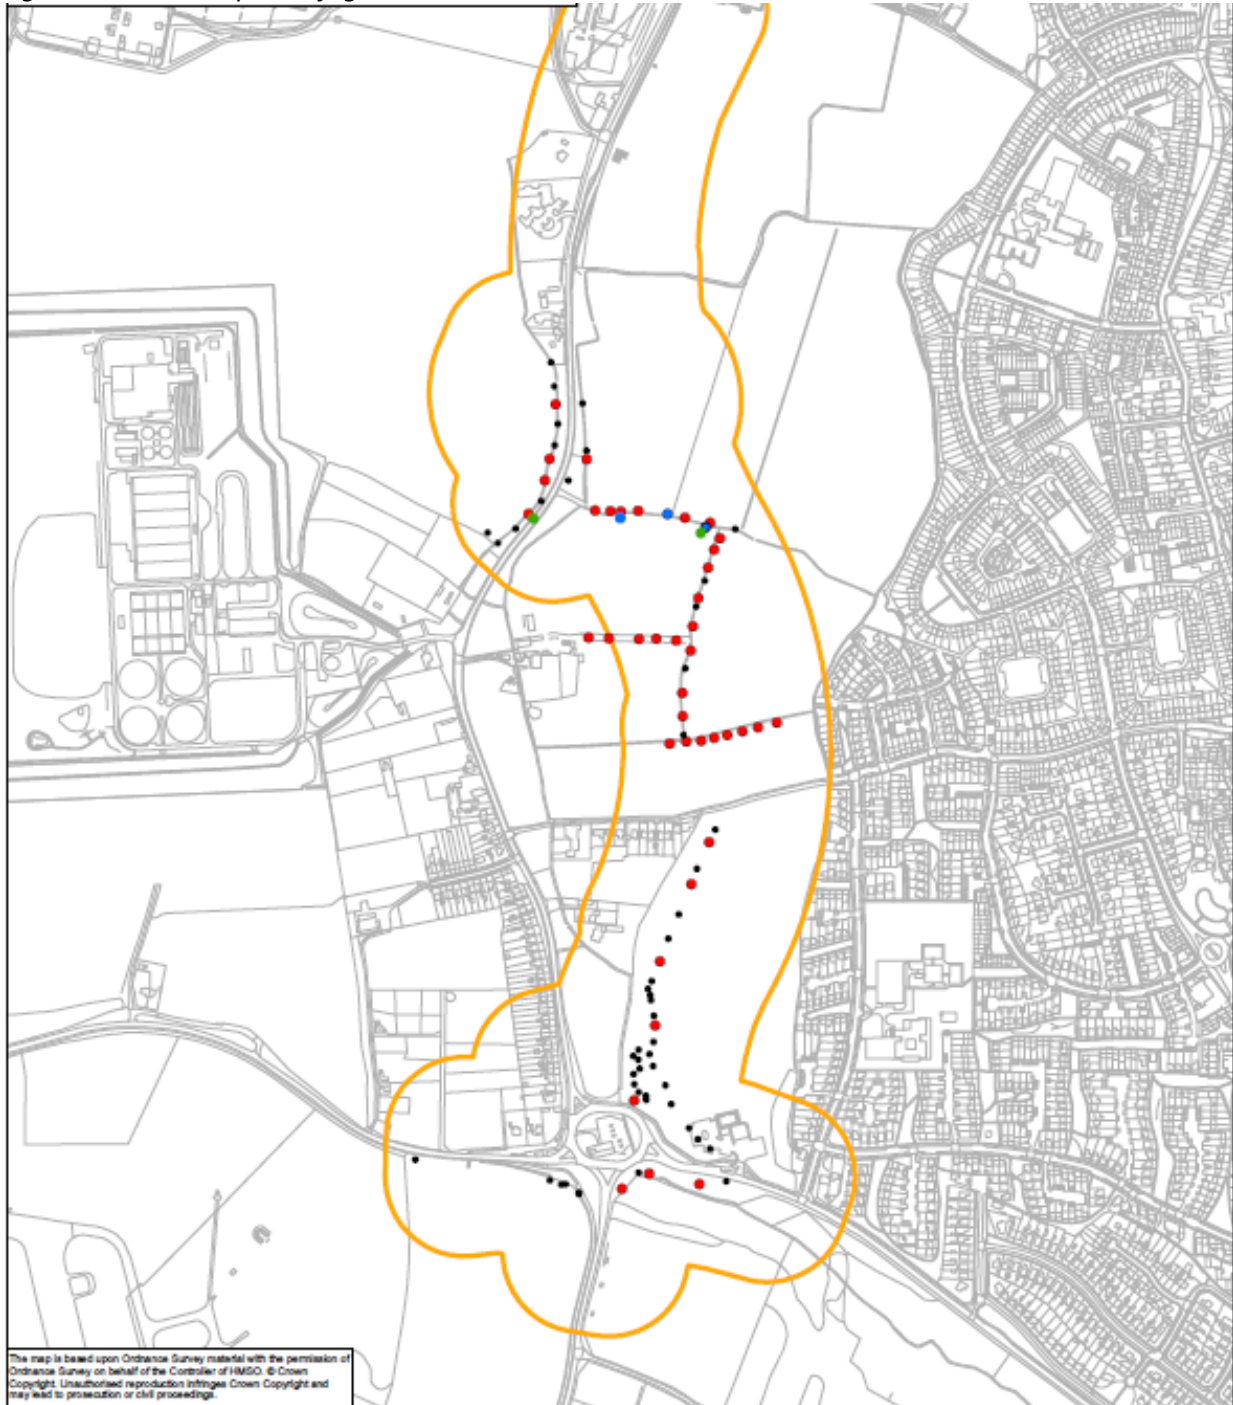 The map is based upon Ordnance Survey material with the permission of
Ordnance Survey on behalf of the Controller of HMSO. © Crown
Copyright. Unauthorised reproduction infringes Crown Copyright and
may lead to prosecution or civil proceedings.